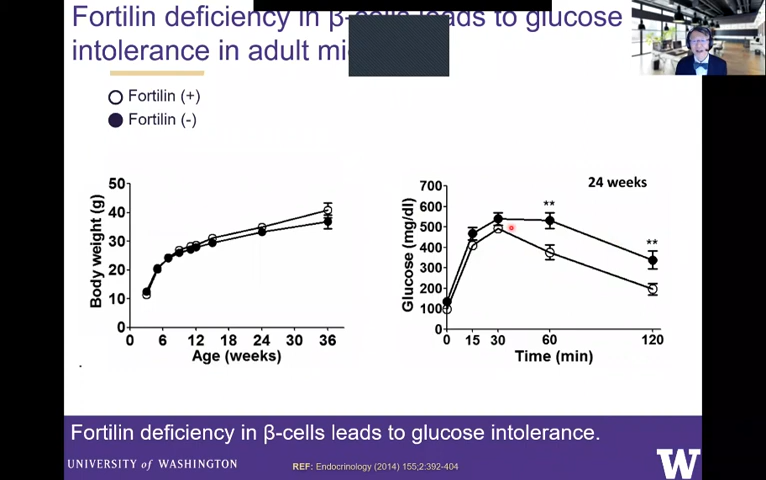 Fortilin deficiency in β-cells leads to glucose
intolerance in adult mi
Fortilin (+)
Fortilin (-)
50
40
30
20
10
0
Body weight (g)
0 6 12 18 24 30 36
Age (weeks)
24 weeks
700
600
500
400
300
200
100
0
Glucose (mg/dl)
**
**
0 15 30 60 120
Time (min)
Fortilin deficiency in β-cells leads to glucose intolerance.
UNIVERSITY of WASHINGTON
REF: Endocrinology (2014) 155;2:392-404
W